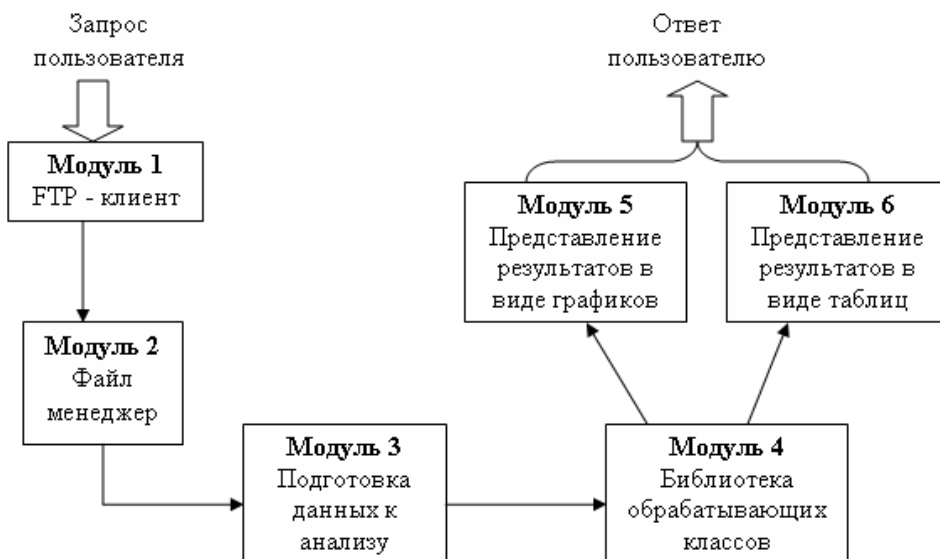 Запрос
пользователя
Ответ
пользователю
Модуль 1
FTP - клиент
Модуль 5
Представление
результатов в
виде графиков
Модуль 6
Представление
результатов в
виде таблиц
Модуль 2
Файл
менеджер
Модуль 3
Подготовка
данных к
анализу
Модуль 4
Библиотека
обрабатывающих
классов